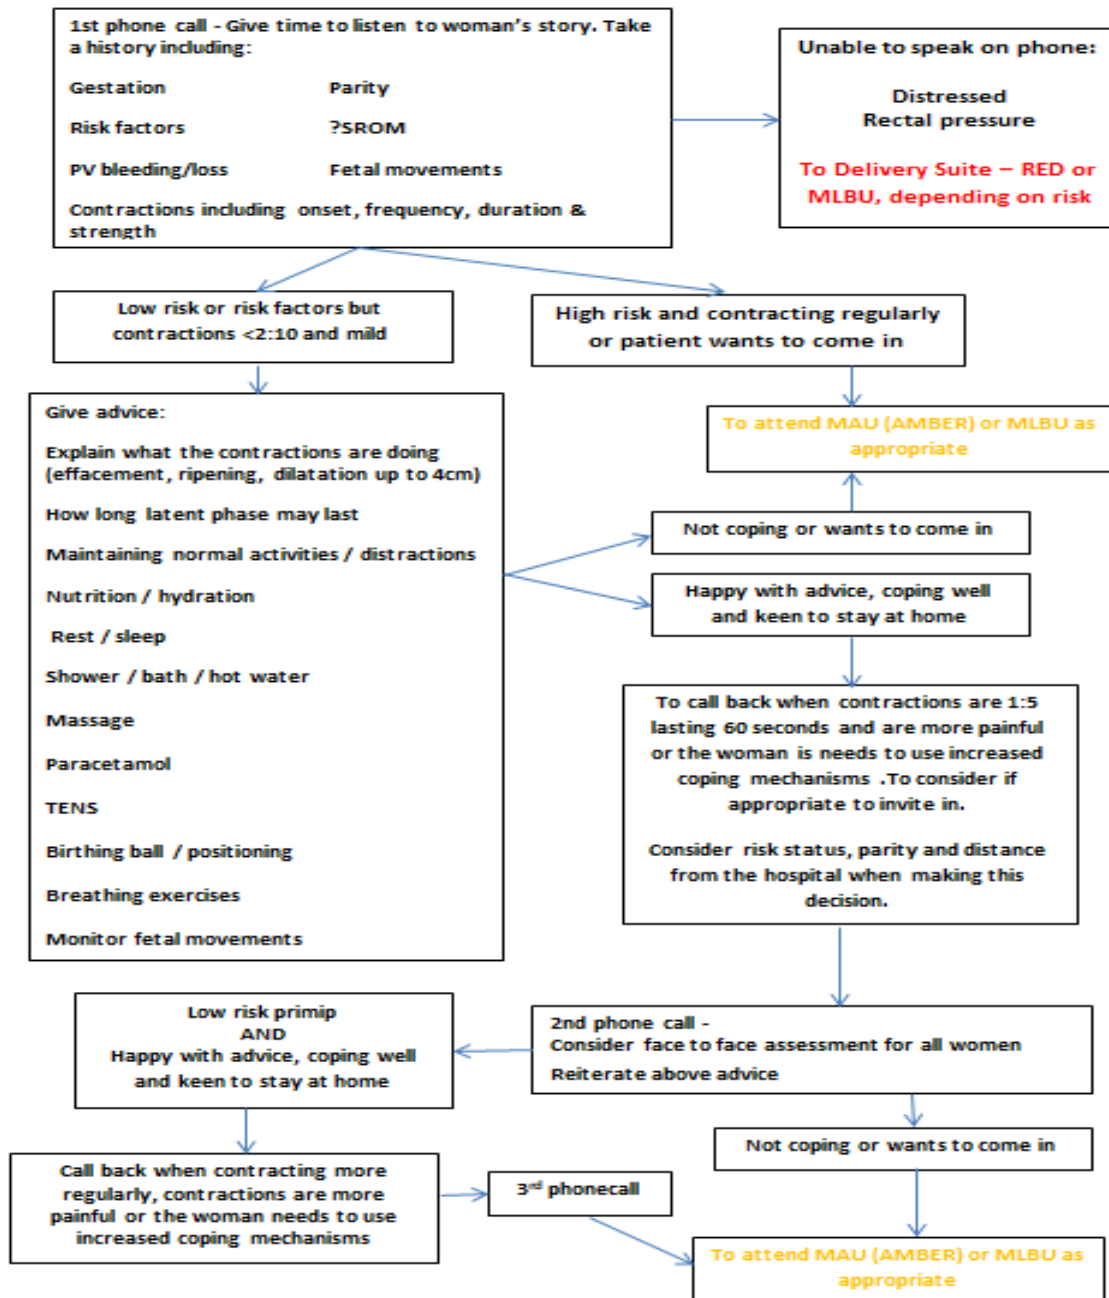 1st phone call - Give time to listen to woman's story. Take
a history including:
Gestation Parity
Risk factors ?SROM
PV bleeding/loss Fetal movements
Contractions including onset, frequency, duration &
strength
Unable to speak on phone:
Distressed
Rectal pressure
To Delivery Suite – RED or
MLBU, depending on risk
Low risk or risk factors but
contractions <2:10 and mild
High risk and contracting regularly
or patient wants to come in
To attend MAU (AMBER) or MLBU as
appropriate
Give advice:
Explain what the contractions are doing
(effacement, ripening, dilatation up to 4cm)
How long latent phase may last
Maintaining normal activities / distractions
Nutrition / hydration
Rest / sleep
Shower / bath / hot water
Massage
Paracetamol
TENS
Birthing ball / positioning
Breathing exercises
Monitor fetal movements
Not coping or wants to come in
Happy with advice, coping well
and keen to stay at home
To call back when contractions are 1:5
lasting 60 seconds and are more painful
or the woman is needs to use increased
coping mechanisms .To consider if
appropriate to invite in.
Consider risk status, parity and distance
from the hospital when making this
decision.
2nd phone call -
Consider face to face assessment for all women
Reiterate above advice
Low risk primip
AND
Happy with advice, coping well
and keen to stay at home
Not coping or wants to come in
Call back when contracting more
regularly, contractions are more
painful or the woman needs to use
increased coping mechanisms
3rd phonecall
To attend MAU (AMBER) or MLBU as
appropriate